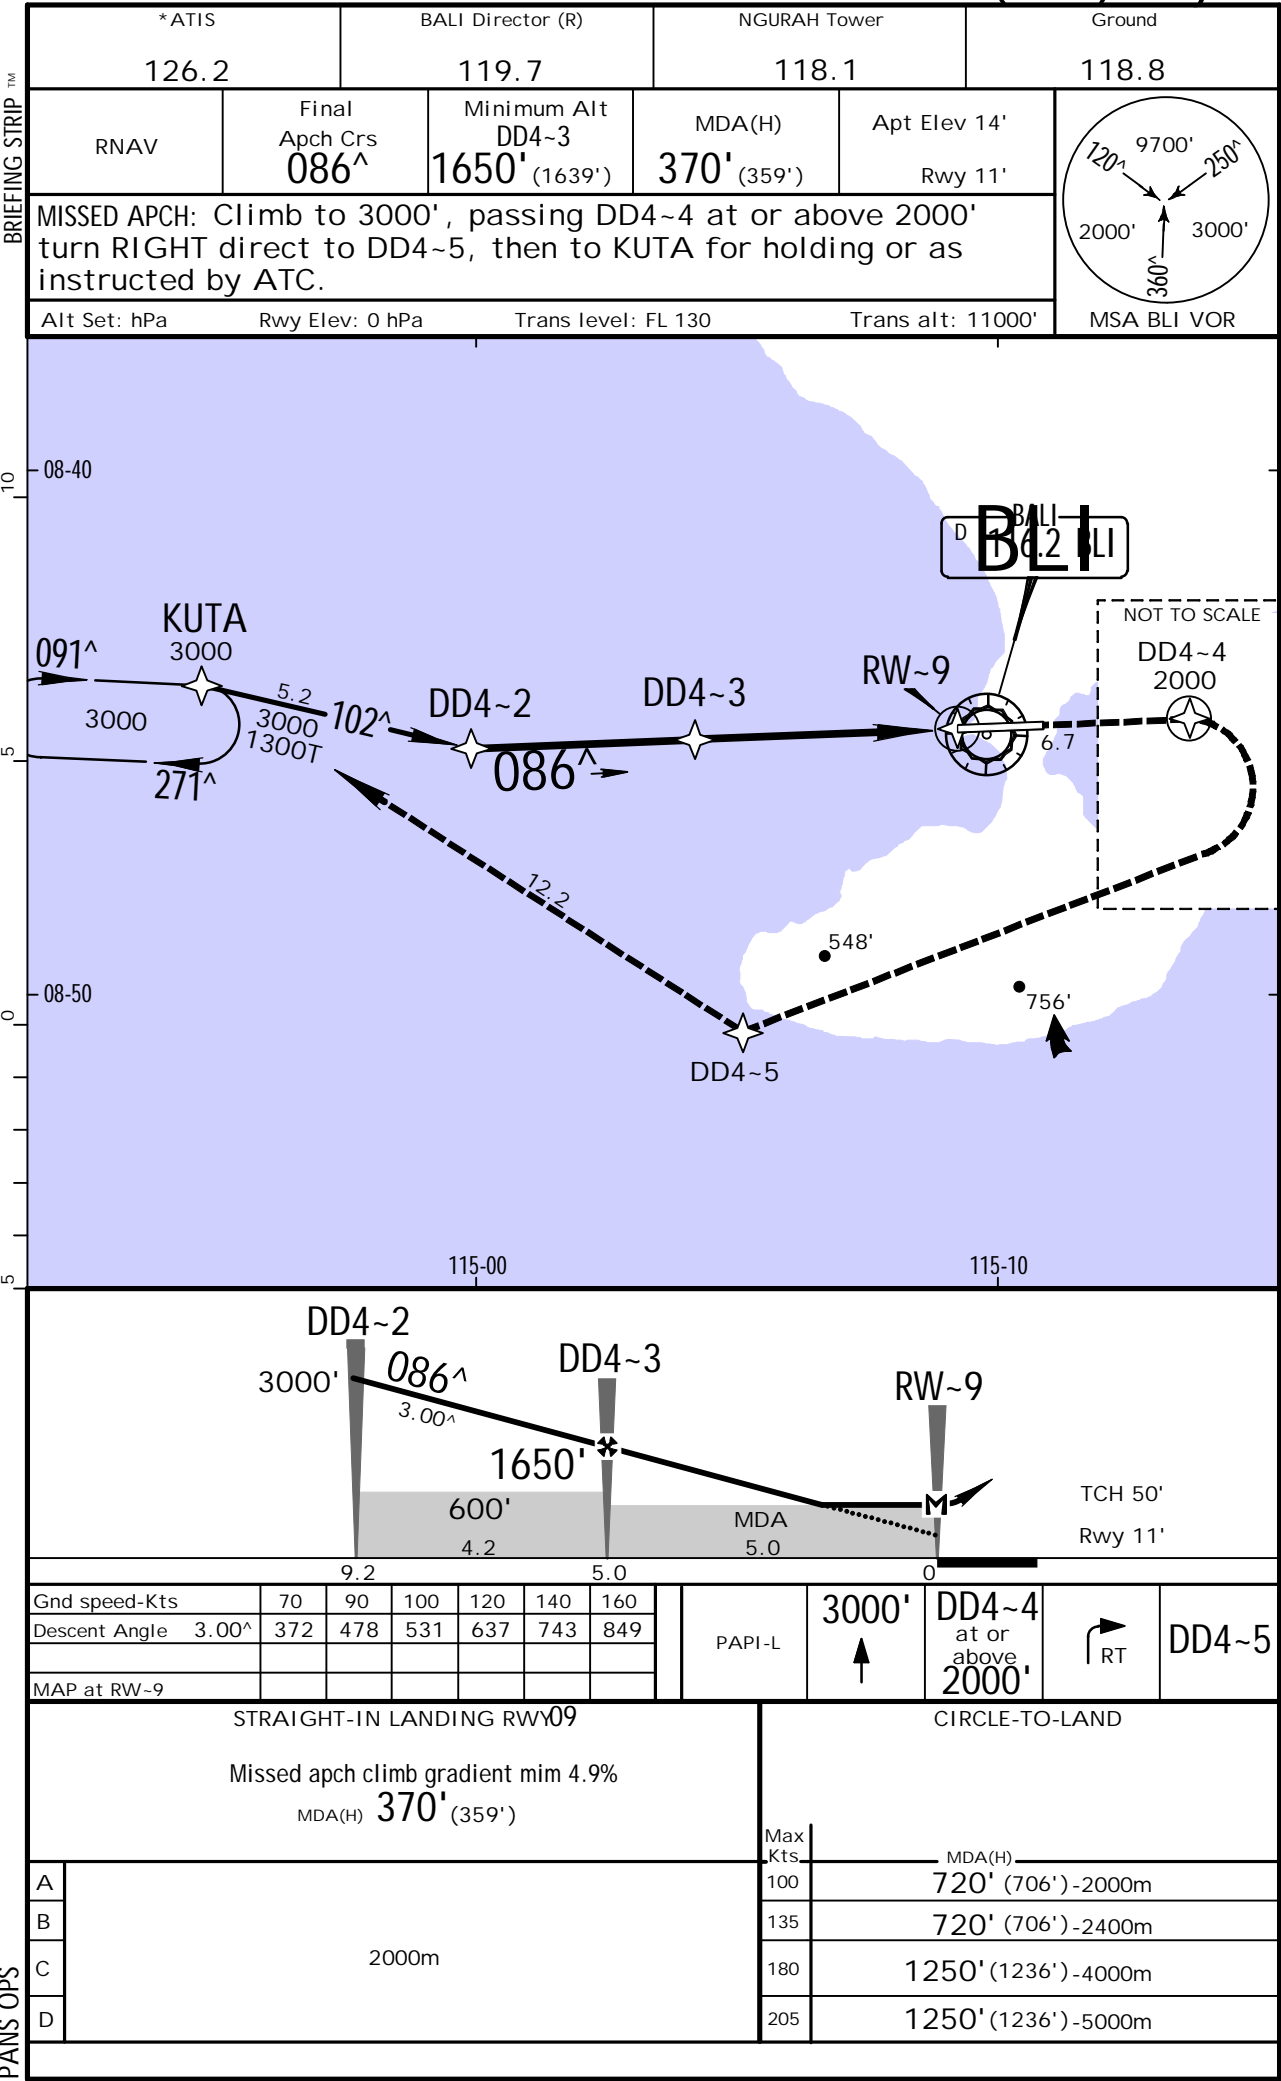 *ATIS
126.2
BALI Director (R)
119.7
NGURAH Tower
118.1
Ground
118.8
BRIEFING STRIP TM
RNAV
Final
Apch Crs
086^
Minimum Alt
DD4~3
1650' (1639')
MDA(H)
370' (359')
Apt Elev 14'
Rwy 11'
MISSED APCH: Climb to 3000', passing DD4~4 at or above 2000'
turn RIGHT direct to DD4~5, then to KUTA for holding or as
instructed by ATC.
Alt Set: hPa Rwy Elev: 0 hPa Trans level: FL 130 Trans alt: 11000'
9700'
120^
250^
2000'
3000'
360^
MSA BLI VOR
08-40
10
BALI
D 116.2 BLI
BLI
NOT TO SCALE
KUTA
3000
091^
DD4~4
2000
RW~9
DD4~3
DD4~2
5.2
3000
1300T
102^
3000
6.7
5
086^
271^
12.2
548'
08-50
756'
0
DD4~5
115-00
115-10
5
DD4~2
DD4~3
RW~9
3000'
086^
3.00^
1650'
600'
4.2
MDA
5.0
M
TCH 50'
Rwy 11'
9.2
5.0
0
Gnd speed-Kts 70 90 100 120 140 160
Descent Angle 3.00^ 372 478 531 637 743 849
MAP at RW~9
PAPI-L
3000'
DD4~4
at or
above
2000'
RT
DD4~5
STRAIGHT-IN LANDING RWY09
Missed apch climb gradient mim 4.9%
MDA(H) 370' (359')
CIRCLE-TO-LAND
Max
Kts
MDA(H)
A
B
C
D
2000m
100 720' (706') -2000m
135 720' (706') -2400m
180 1250' (1236') -4000m
205 1250' (1236') -5000m
PANS OPS